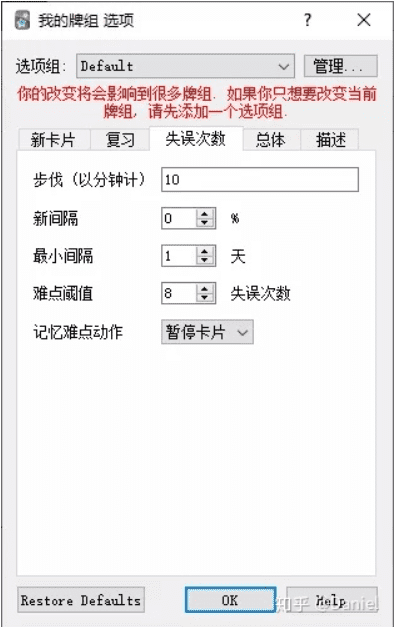 我的牌组 选项
选项组: Default 管理...
你的改变将会影响到很多牌组. 如果你只想要改变当前
牌组, 请先添加一个选项组.
新卡片 复习 失误次数 总体 描述
步伐（以分钟计） 10
新间隔 0 %
最小间隔 1 天
难点阈值 8 失误次数
记忆难点动作 暂停卡片
Restore Defaults OK Help
知乎 @Daniel